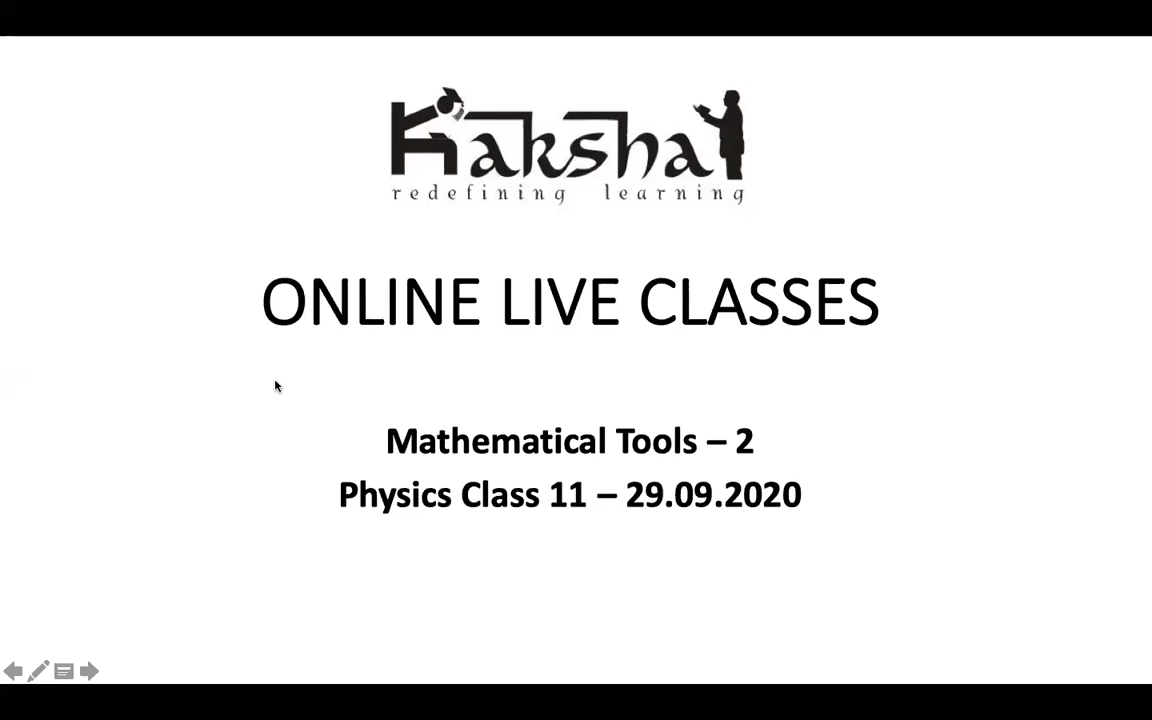 Kaksha
redefining learning
ONLINE LIVE CLASSES
Mathematical Tools – 2
Physics Class 11 – 29.09.2020